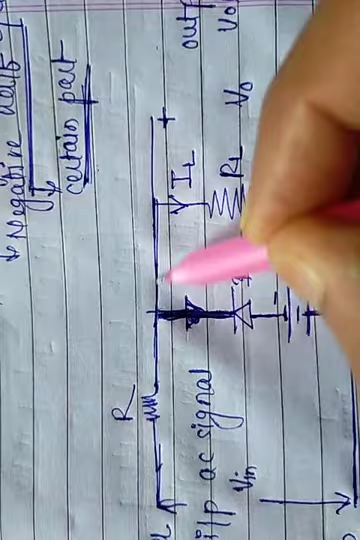 Negative
certain part
out
Vo
+
IL
RL
Vo
R
i/p ac signal
Vin